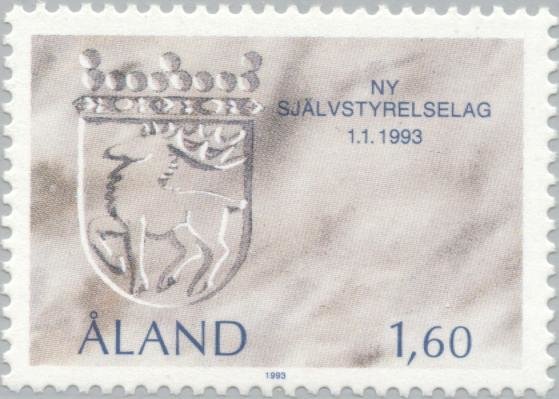 NY
SJÄLVSTYRELSELAG
1.1.1993
ÅLAND
1,60
1993